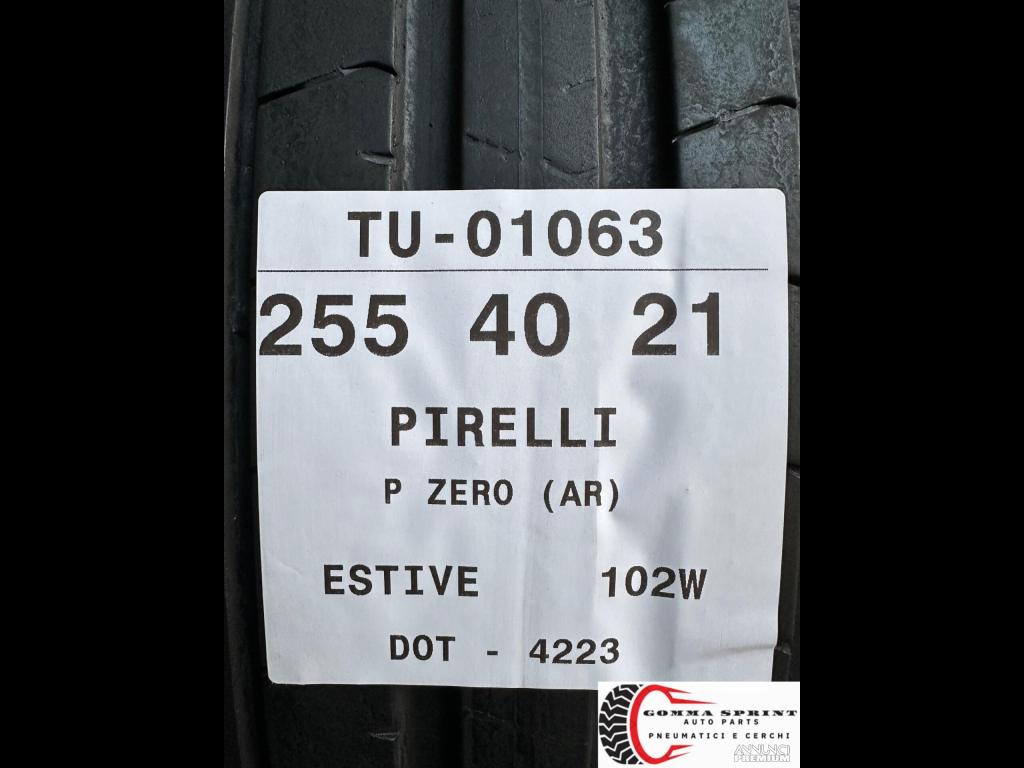 TU-01063
255 40 21
PIRELLI
P ZERO (AR)
ESTIVE 102W
DOT - 4223
GOMMA SPRINT
AUTO PARTS
PNEUMATICI E CERCHI
ANNUNCI
PREMIUM